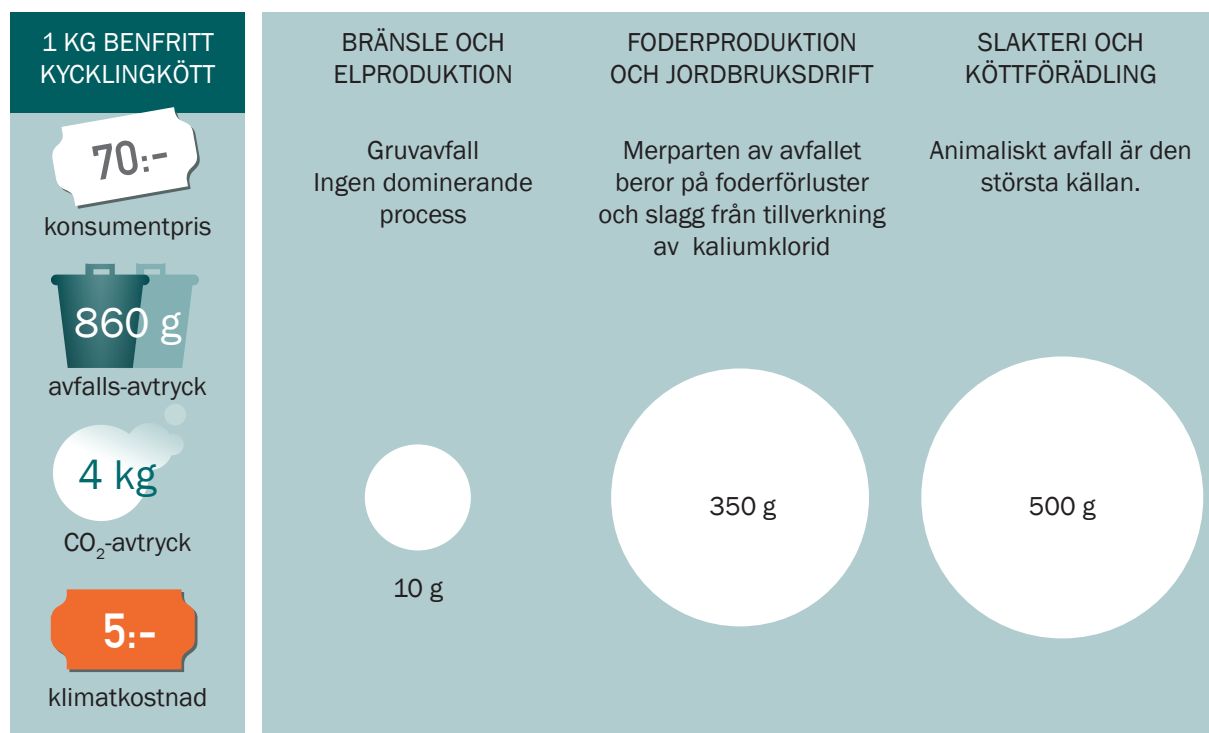 1 KG BENFRITT
KYCKLINGKÖTT
70:-
konsumentpris
860 g
avfalls-avtryck
4 kg
CO₂-avtryck
5:-
klimatkostnad
BRÄNSLE OCH
ELPRODUKTION
Gruvavfall
Ingen dominerande
process
10 g
FODERPRODUKTION
OCH JORDBRUKSDRIFT
Merparten av avfallet
beror på foderförluster
och slagg från tillverkning
av kaliumklorid
350 g
SLAKTERI OCH
KÖTTFÖRÄDLING
Animaliskt avfall är den
största källan.
500 g